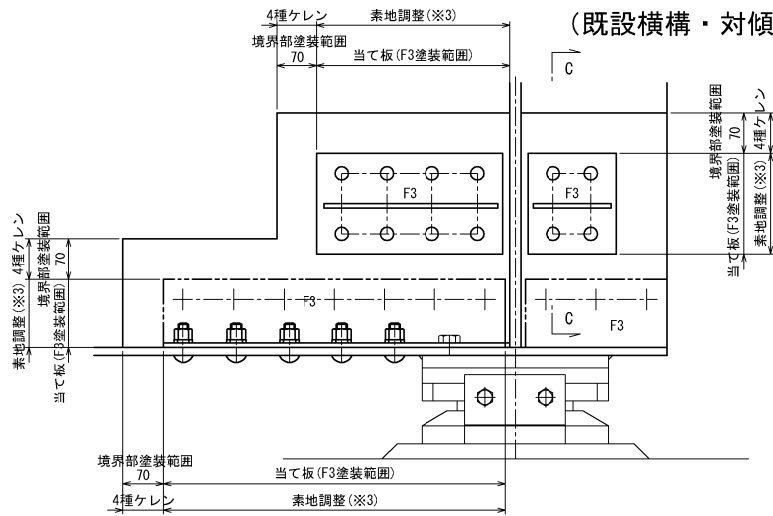 4種ケレン
素地調整(※3)
(既設横構・対傾
境界部塗装範囲
70
当て板(F3塗装範囲)
C
F3
F3
境界部塗装範囲
70
4種ケレン
当て板(F3塗装範囲)
素地調整(※3)
4種ケレン
境界部塗装範囲
70
素地調整(※3)
当て板(F3塗装範囲)
F3
C
F3
境界部塗装範囲
70
当て板(F3塗装範囲)
4種ケレン
素地調整(※3)